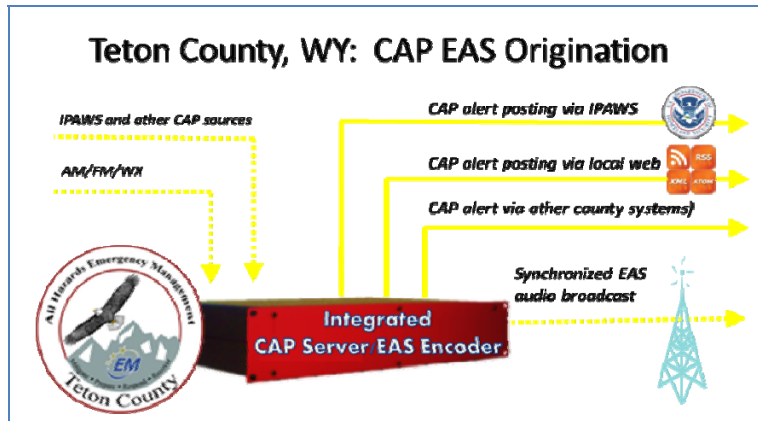 Teton County, WY:  CAP EAS Origination
IPAWS and other CAP sources
AM/FM/WX
CAP alert posting via IPAWS
CAP alert posting via local web
RSS
ATOM
CAP alert via other county systems)
Synchronized EAS
audio broadcast
Integrated
CAP Server/EAS Encoder
All Hazards Emergency Management
EM
Teton County